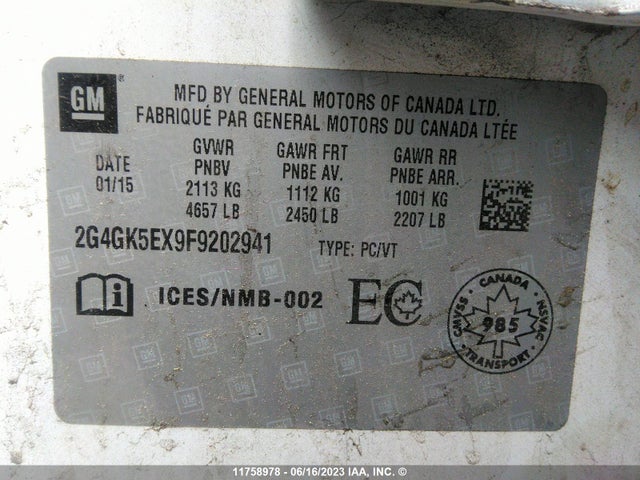 GM
MFD BY GENERAL MOTORS OF CANADA LTD.
FABRIQUÉ PAR GENERAL MOTORS DU CANADA LTÉE
DATE
01/15
GVWR
PNBV
2113 KG
4657 LB
GAWR FRT
PNBE AV.
1112 KG
2450 LB
GAWR RR
PNBE ARR.
1001 KG
2207 LB
2G4GK5EX9F9202941 TYPE: PC/VT
i ICES/NMB-002 EC
CANADA
CMVSS 985 NSVAC
TRANSPORT
11758978 - 06/16/2023 IAA, INC. ©